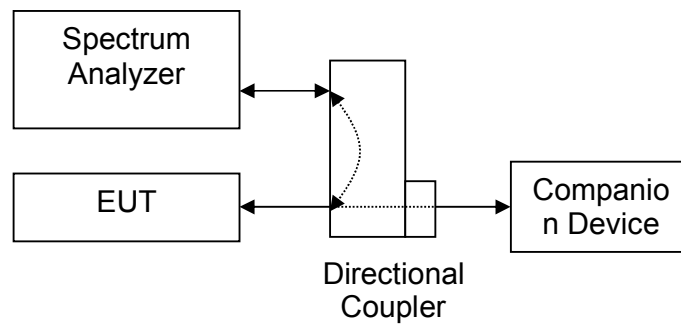 Spectrum
Analyzer
EUT
Companio
n Device
Directional
Coupler